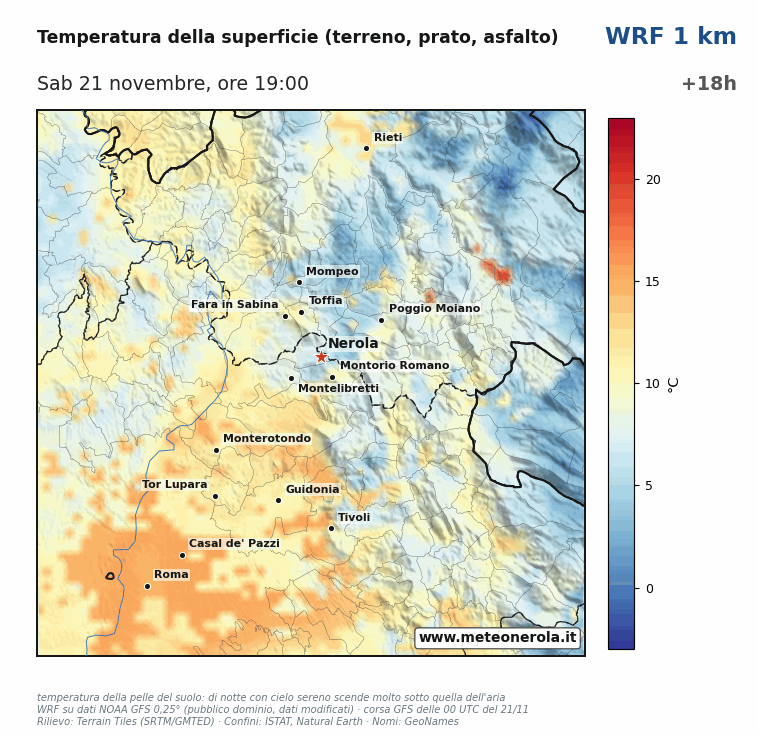 Temperatura della superficie (terreno, prato, asfalto)
WRF 1 km
Sab 21 novembre, ore 19:00
+18h
Rieti
Mompeo
Fara in Sabina
Toffia
Poggio Moiano
Nerola
Montorio Romano
Montelibretti
Monterotondo
Tor Lupara
Guidonia
Tivoli
Casal de' Pazzi
Roma
www.meteonerola.it
20
15
10
5
0
°C
temperatura della pelle del suolo: di notte con cielo sereno scende molto sotto quella dell'aria
WRF su dati NOAA GFS 0,25° (pubblico dominio, dati modificati) · corsa GFS delle 00 UTC del 21/11
Rilievo: Terrain Tiles (SRTM/GMTED) · Confini: ISTAT, Natural Earth · Nomi: GeoNames